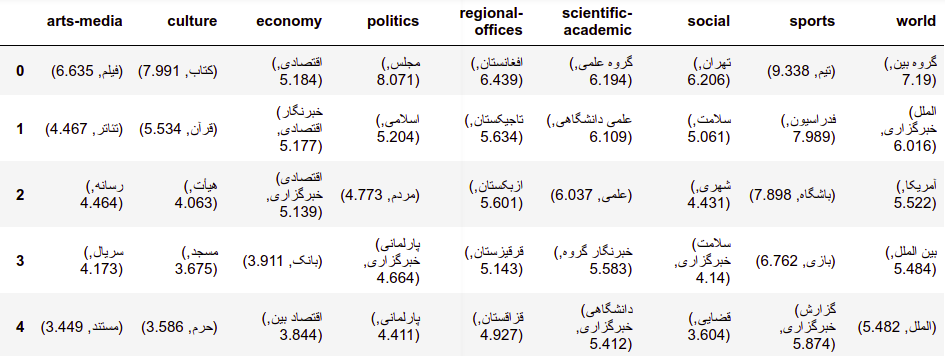 arts-media
culture
economy
politics
regional-
offices
scientific-
academic
social
sports
world
0
(فیلم, 6.635)
(کتاب, 7.991)
(اقتصادی,
5.184)
(مجلس,
8.071)
(افغانستان,
6.439)
(گروه علمی,
6.194)
(تهران,
6.206)
(تیم, 9.338)
(گروه بین,
7.19)
1
(تئاتر, 4.467)
(قرآن, 5.534)
(خبرنگار
اقتصادی,
5.177)
(اسلامی,
5.204)
(تاجیکستان,
5.634)
(علمی دانشگاهی,
6.109)
(سلامت,
5.061)
(فدراسیون,
7.989)
(الملل
خبرگزاری,
6.016)
2
(رسانه,
4.464)
(هیأت,
4.063)
(اقتصادی
خبرگزاری,
5.139)
(مردم, 4.773)
(ازبکستان,
5.601)
(علمی, 6.037)
(شهری,
4.431)
(باشگاه, 7.898)
(آمریکا,
5.522)
3
(سریال,
4.173)
(مسجد,
3.675)
(بانک, 3.911)
(پارلمانی
خبرگزاری,
4.664)
(قرقیزستان,
5.143)
(خبرنگار گروه,
5.583)
(سلامت
خبرگزاری,
4.14)
(بازی, 6.762)
(بین الملل,
5.484)
4
(مستند, 3.449)
(حرم, 3.586)
(اقتصاد بین,
3.844)
(پارلمانی,
4.411)
(قزاقستان,
4.927)
(دانشگاهی
خبرگزاری,
5.412)
(قضایی,
3.604)
(گزارش
خبرگزاری,
5.874)
(الملل, 5.482)